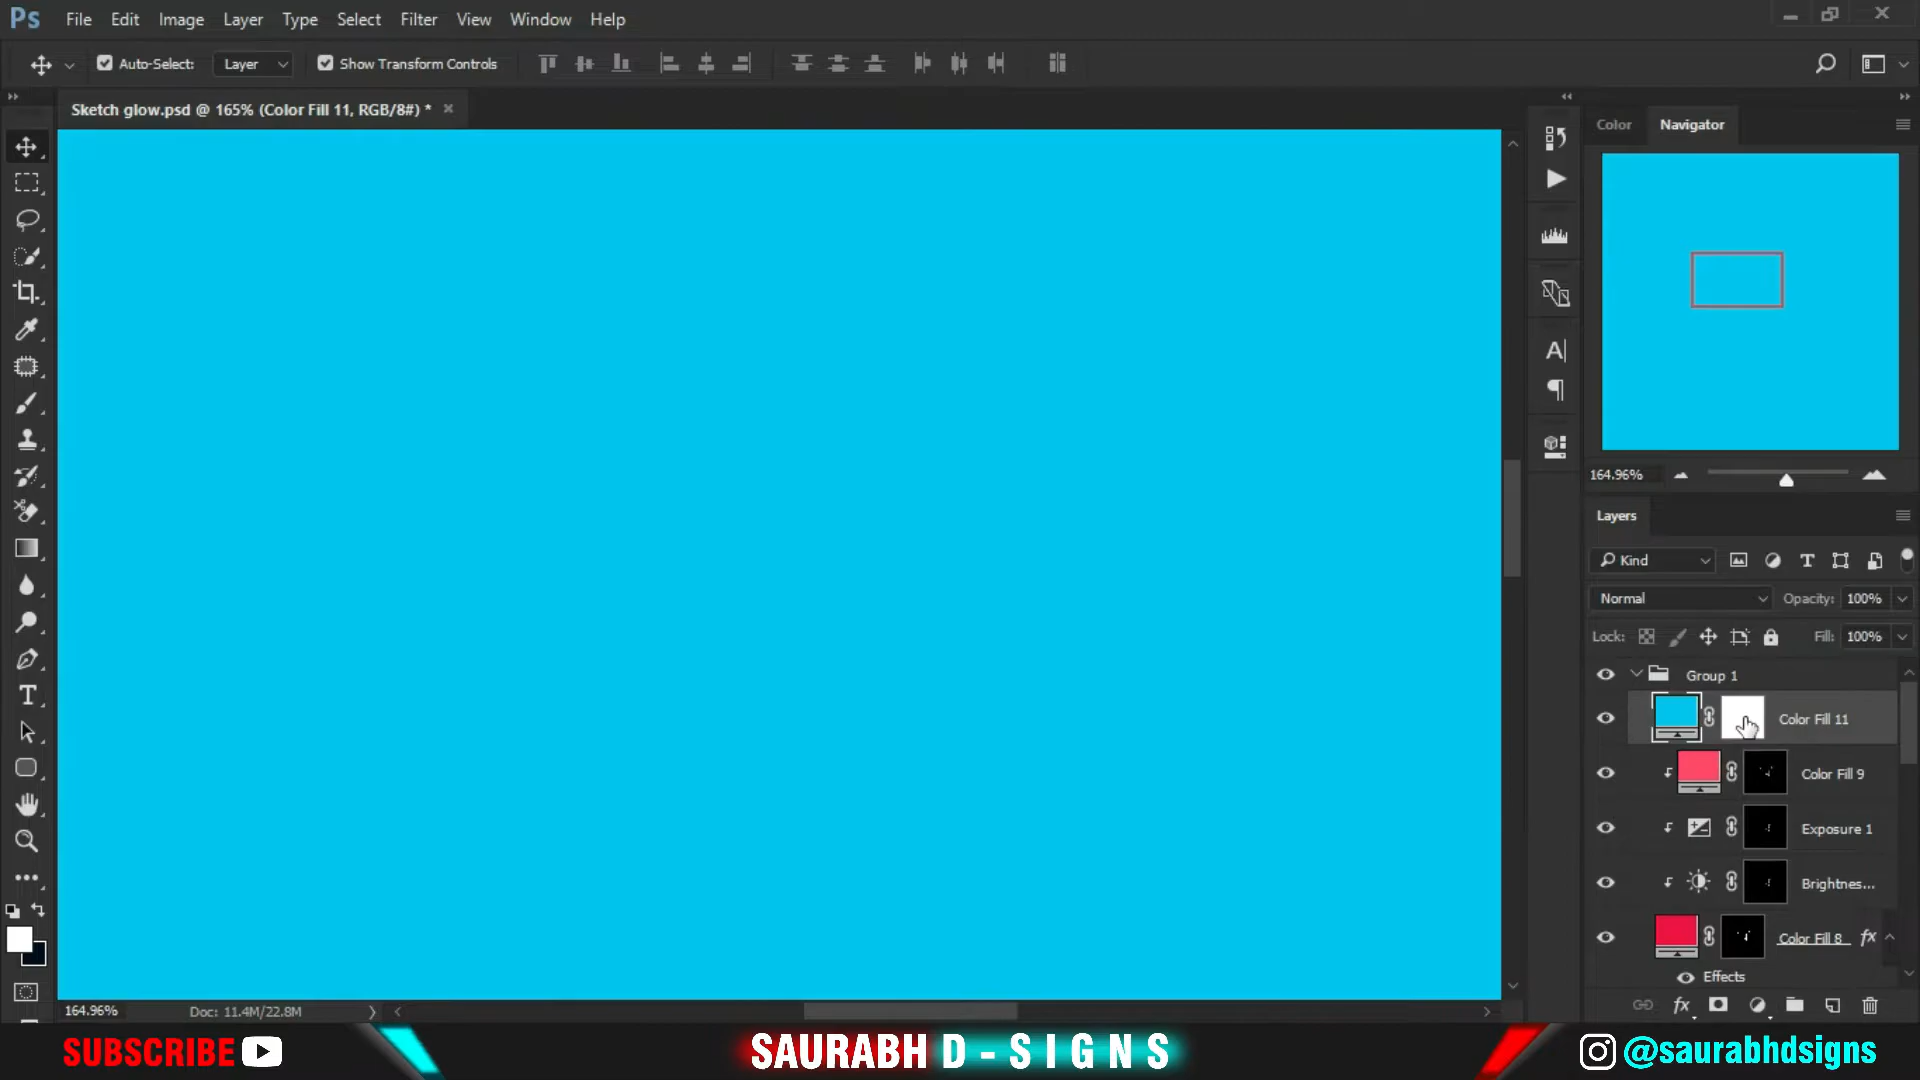 Ps File Edit Image Layer Type Select Filter View Window Help
Auto-Select: Layer Show Transform Controls
Sketch glow.psd @ 165% (Color Fill 11, RGB/8#) *
Color Navigator
164.96%
Layers
Kind
Normal Opacity: 100%
Lock: Fill: 100%
Group 1
Color Fill 11
Color Fill 9
Exposure 1
Brightnes...
Color Fill 8 fx
Effects
164.96% Doc: 11.4M/22.8M
SUBSCRIBE SAURABH D-SIGNS @saurabhdsigns